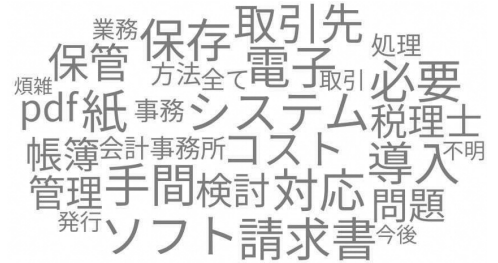 業務 保存 取引先
保管 方法 全て 電子 取引 処理
煩雑 必要
pdf 紙 事務 システム 税理士
帳簿 会計事務所 コスト 導入 不明
管理 手間 検討 対応 問題
発行 ソフト 請求書 今後